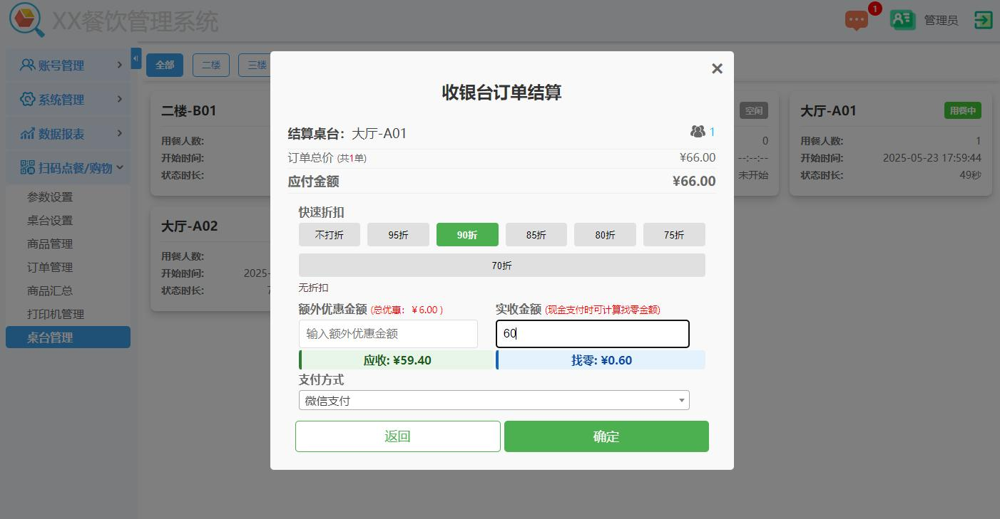 XX餐饮管理系统
1
管理员
账号管理
系统管理
数据报表
扫码点餐/购物
参数设置
桌台设置
商品管理
订单管理
商品汇总
打印机管理
桌台管理
全部
二楼
三楼
二楼-B01
用餐人数:
开始时间:
状态时长:
大厅-A02
用餐人数:
开始时间: 2025-
状态时长:
空闲
0
--:--:--
未开始
大厅-A01 用餐中
用餐人数: 1
开始时间: 2025-05-23 17:59:44
状态时长: 49秒
收银台订单结算
结算桌台：大厅-A01 1
订单总价 (共1单) ¥66.00
应付金额 ¥66.00
快速折扣
不打折 95折 90折 85折 80折 75折
70折
无折扣
额外优惠金额 (总优惠：￥6.00 ) 实收金额 (现金支付时可计算找零金额)
输入额外优惠金额 60
应收: ¥59.40 找零: ¥0.60
支付方式
微信支付
返回 确定